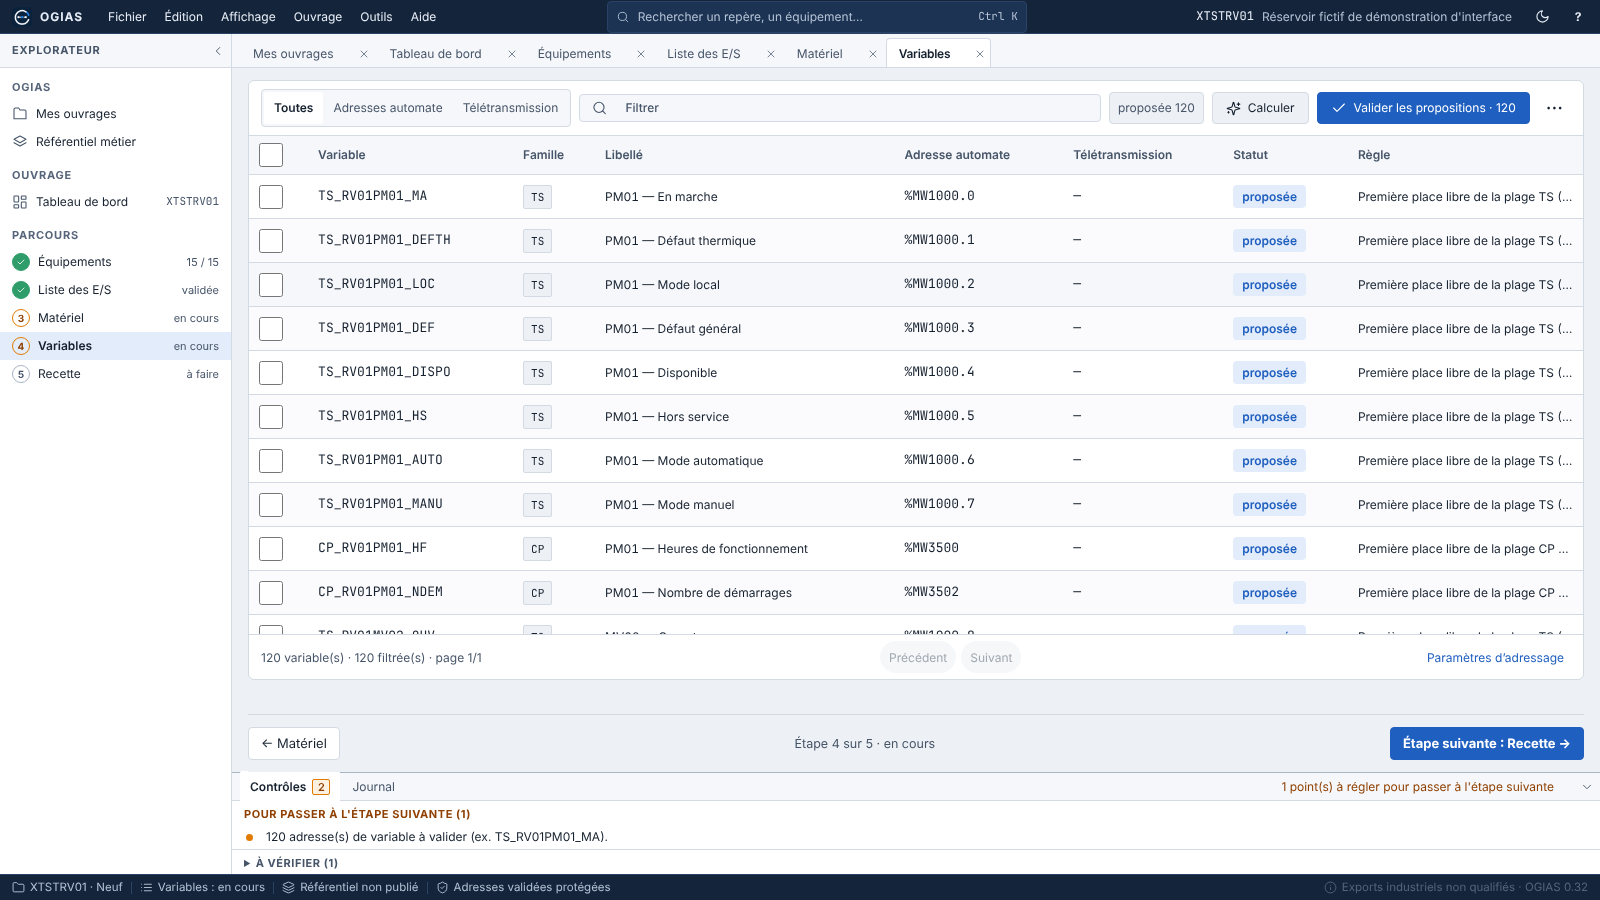 OGIAS Fichier Édition Affichage Ouvrage Outils Aide Rechercher un repère, un équipement... Ctrl K XTSTRV01 Réservoir fictif de démonstration d'interface ?
EXPLORATEUR
OGIAS
Mes ouvrages
Référentiel métier
OUVRAGE
Tableau de bord XTSTRV01
PARCOURS
Équipements 15 / 15
Liste des E/S validée
3 Matériel en cours
4 Variables en cours
5 Recette à faire
Mes ouvrages × Tableau de bord × Équipements × Liste des E/S × Matériel × Variables ×
Toutes Adresses automate Télétransmission Filtrer proposée 120 Calculer Valider les propositions · 120 ...
Variable Famille Libellé Adresse automate Télétransmission Statut Règle
TS_RV01PM01_MA TS PM01 — En marche %MW1000.0 — proposée Première place libre de la plage TS (...
TS_RV01PM01_DEFTH TS PM01 — Défaut thermique %MW1000.1 — proposée Première place libre de la plage TS (...
TS_RV01PM01_LOC TS PM01 — Mode local %MW1000.2 — proposée Première place libre de la plage TS (...
TS_RV01PM01_DEF TS PM01 — Défaut général %MW1000.3 — proposée Première place libre de la plage TS (...
TS_RV01PM01_DISPO TS PM01 — Disponible %MW1000.4 — proposée Première place libre de la plage TS (...
TS_RV01PM01_HS TS PM01 — Hors service %MW1000.5 — proposée Première place libre de la plage TS (...
TS_RV01PM01_AUTO TS PM01 — Mode automatique %MW1000.6 — proposée Première place libre de la plage TS (...
TS_RV01PM01_MANU TS PM01 — Mode manuel %MW1000.7 — proposée Première place libre de la plage TS (...
CP_RV01PM01_HF CP PM01 — Heures de fonctionnement %MW3500 — proposée Première place libre de la plage CP ...
CP_RV01PM01_NDEM CP PM01 — Nombre de démarrages %MW3502 — proposée Première place libre de la plage CP ...
120 variable(s) · 120 filtrée(s) · page 1/1 Précédent Suivant Paramètres d’adressage
← Matériel Étape 4 sur 5 · en cours Étape suivante : Recette →
Contrôles 2 Journal 1 point(s) à régler pour passer à l'étape suivante
POUR PASSER À L'ÉTAPE SUIVANTE (1)
120 adresse(s) de variable à valider (ex. TS_RV01PM01_MA).
À VÉRIFIER (1)
XTSTRV01 · Neuf Variables : en cours Référentiel non publié Adresses validées protégées Exports industriels non qualifiés · OGIAS 0.32